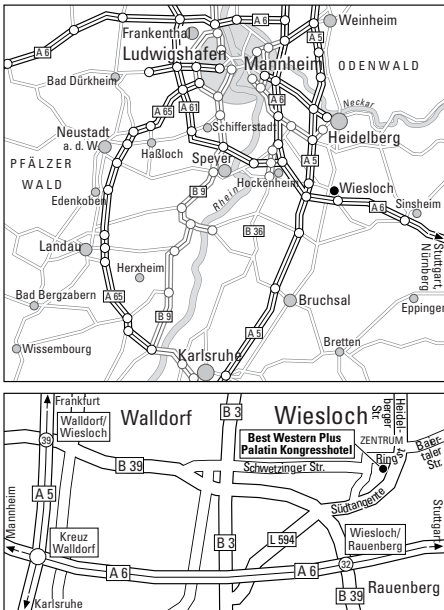 A 6
Frankenthal
Weinheim
Ludwigshafen
A 5
Mannheim
ODENWALD
Bad Dürkheim
A 6
A 65
A 61
Neckar
Schifferstadt
Heidelberg
Neustadt
a. d. W.
Haßloch
PFÄLZER
WALD
Speyer
A 5
Hockenheim
Wiesloch
B 9
Rhein
Edenkoben
Sinsheim
A 6
B 36
Stuttgart,
Nürnberg
Landau
Herxheim
Bad Bergzabern
A 65
B 9
Bruchsal
Eppingen
A 5
Wissembourg
Bretten
Karlsruhe
Frankfurt
Walldorf
B 3
Wiesloch
Heidel-
berger
Str.
Walldorf/
Wiesloch
39
Best Western Plus
Palatin Kongresshotel
ZENTRUM
Ring
Baier-
taler
Str.
B 39
Schwetzinger Str.
A 5
Südtangente
Mannheim
Kreuz
Walldorf
B 3
L 594
Wiesloch/
Rauenberg
Stuttgart
A 6
A 6
32
Rauenberg
Karlsruhe
B 39